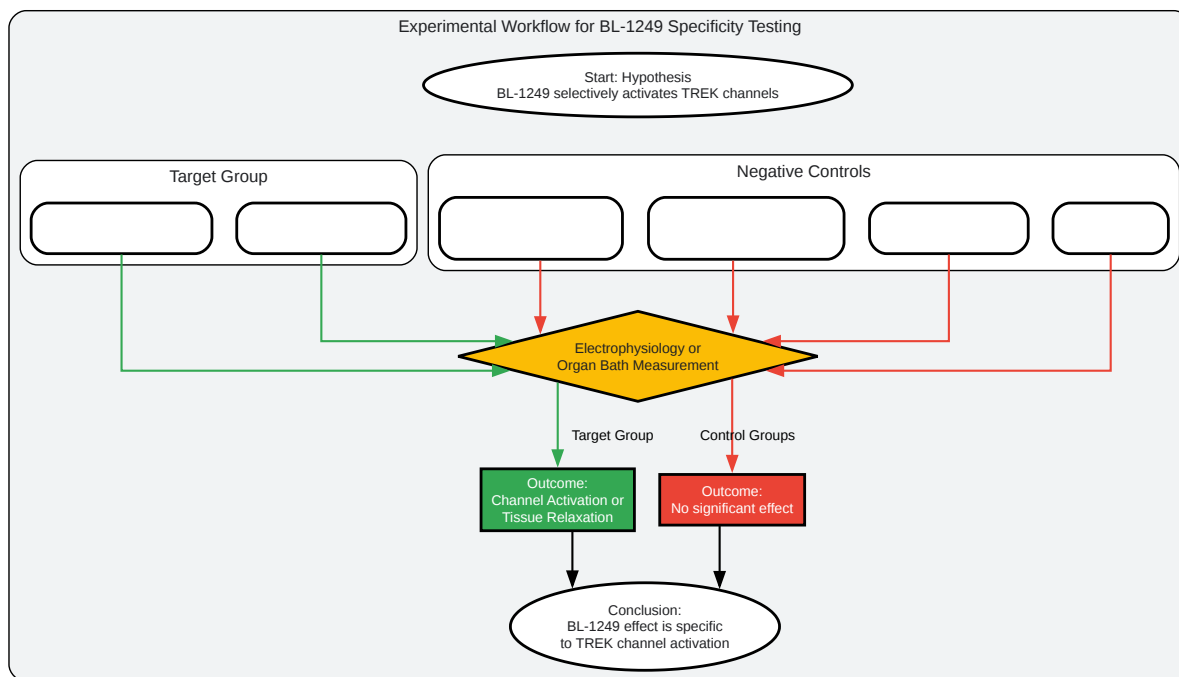 Experimental Workflow for BL-1249 Specificity Testing
Start: Hypothesis
BL-1249 selectively activates TREK channels
Target Group
Negative Controls
Electrophysiology or
Organ Bath Measurement
Target Group
Control Groups
Outcome:
Channel Activation or
Tissue Relaxation
Outcome:
No significant effect
Conclusion:
BL-1249 effect is specific
to TREK channel activation